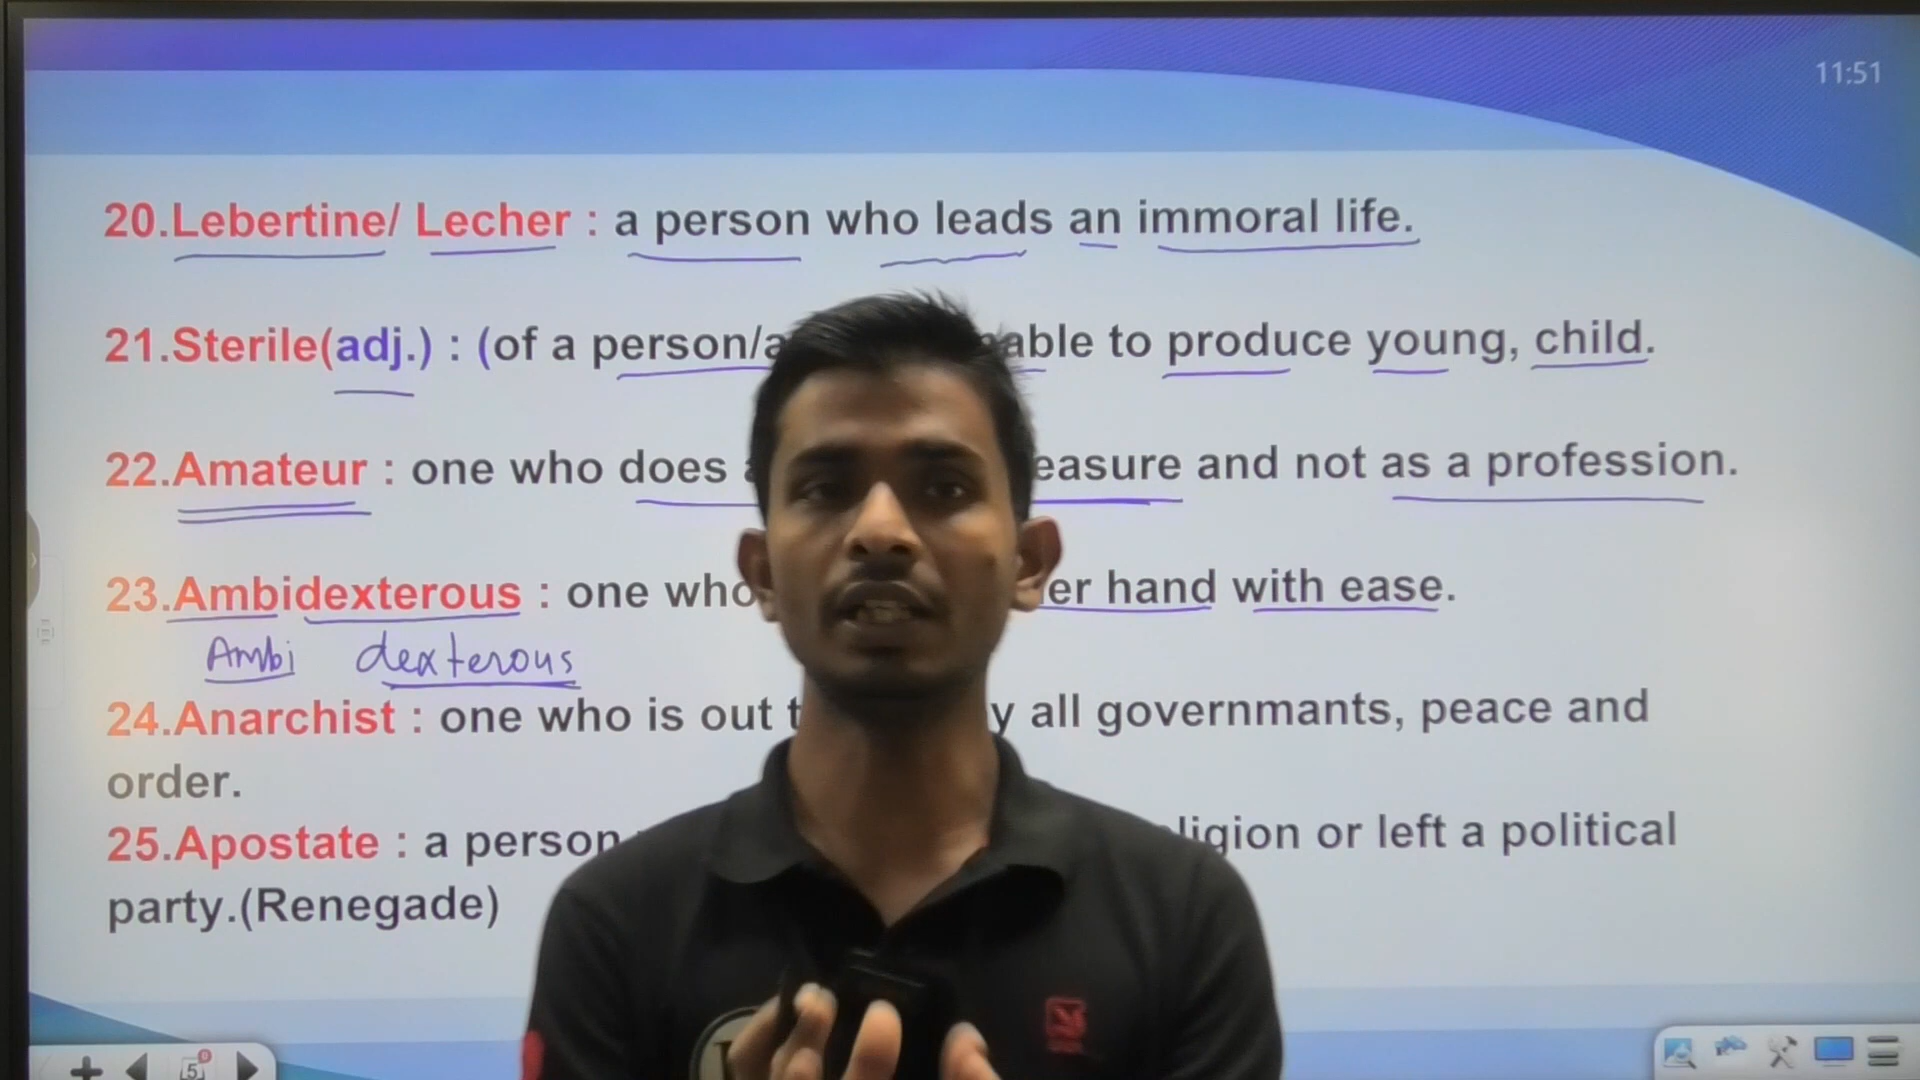 11:51
20.Lebertine/ Lecher : a person who leads an immoral life.
21.Sterile(adj.) : (of a person/a able to produce young, child.
22.Amateur : one who does easure and not as a profession.
23.Ambidexterous : one who er hand with ease.
Ambi dexterous
24.Anarchist : one who is out t y all governmants, peace and
order.
25.Apostate : a person ligion or left a political
party.(Renegade)
5